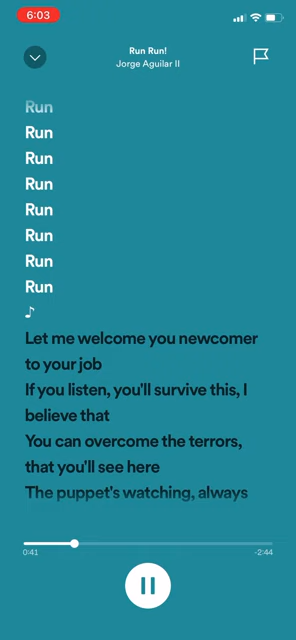 6:03
Run Run!
Jorge Aguilar II
Run
Run
Run
Run
Run
Run
Run
Run
♪
Let me welcome you newcomer
to your job
If you listen, you'll survive this, I
believe that
You can overcome the terrors,
that you'll see here
The puppet's watching, always
0:41
-2:44